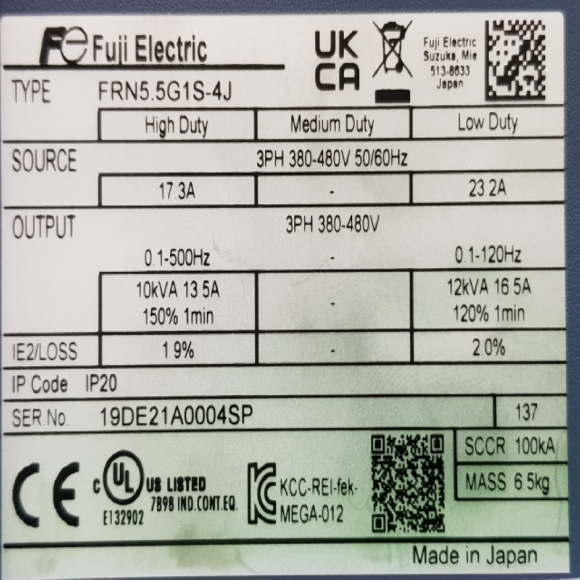 Fe Fuji Electric
UK
CA
Fuji Electric
Suzuka, Mie
513-8633
Japan
TYPE FRN5.5G1S-4J
High Duty Medium Duty Low Duty
SOURCE 3PH 380-480V 50/60Hz
17.3A - 23.2A
OUTPUT 3PH 380-480V
0.1-500Hz - 0.1-120Hz
10kVA 13.5A - 12kVA 16.5A
150% 1min 120% 1min
IE2/LOSS 1.9% - 2.0%
IP Code IP20
SER.No. 19DE21A0004SP 137
SCCR 100kA
MASS 6.5kg
CE
c UL US LISTED
7B98 IND.CONT.EQ.
E132902
KC
KCC-REI-fek-
MEGA-012
Made in Japan